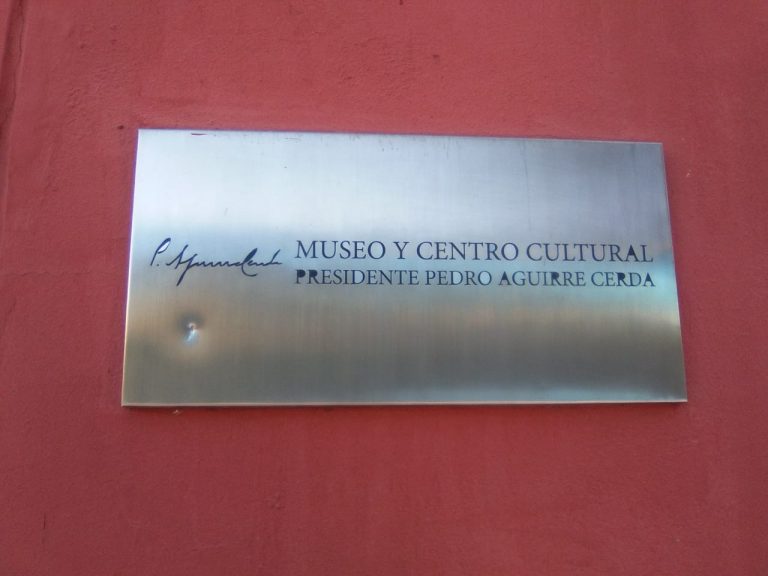 MUSEO Y CENTRO CULTURAL
PRESIDENTE PEDRO AGUIRRE CERDA